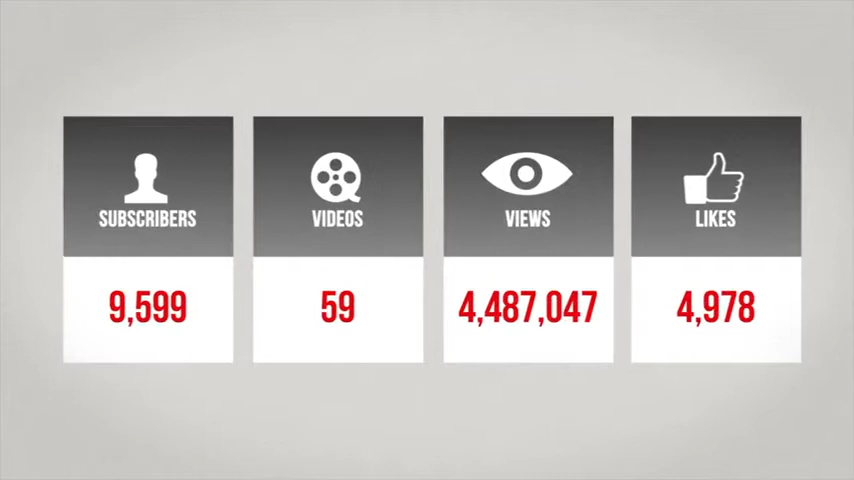 SUBSCRIBERS
9,599
VIDEOS
59
VIEWS
4,487,047
LIKES
4,978